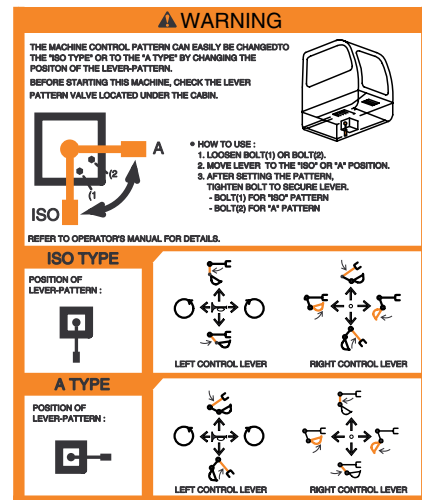 WARNING
THE MACHINE CONTROL PATTERN CAN EASILY BE CHANGEDTO
THE "ISO TYPE" OR TO THE "A TYPE" BY CHANGING THE
POSITON OF THE LEVER-PATTERN.
BEFORE STARTING THIS MACHINE, CHECK THE LEVER
PATTERN VALVE LOCATED UNDER THE CABIN.
A
(2
(1
ISO
• HOW TO USE :
1. LOOSEN BOLT(1) OR BOLT(2).
2. MOVE LEVER TO THE "ISO" OR "A" POSITION.
3. AFTER SETTING THE PATTERN,
TIGHTEN BOLT TO SECURE LEVER.
- BOLT(1) FOR "ISO" PATTERN
- BOLT(2) FOR "A" PATTERN
REFER TO OPERATOR'S MANUAL FOR DETAILS.
ISO TYPE
POSITION OF
LEVER-PATTERN :
LEFT CONTROL LEVER
RIGHT CONTROL LEVER
A TYPE
POSITION OF
LEVER-PATTERN :
LEFT CONTROL LEVER
RIGHT CONTROL LEVER